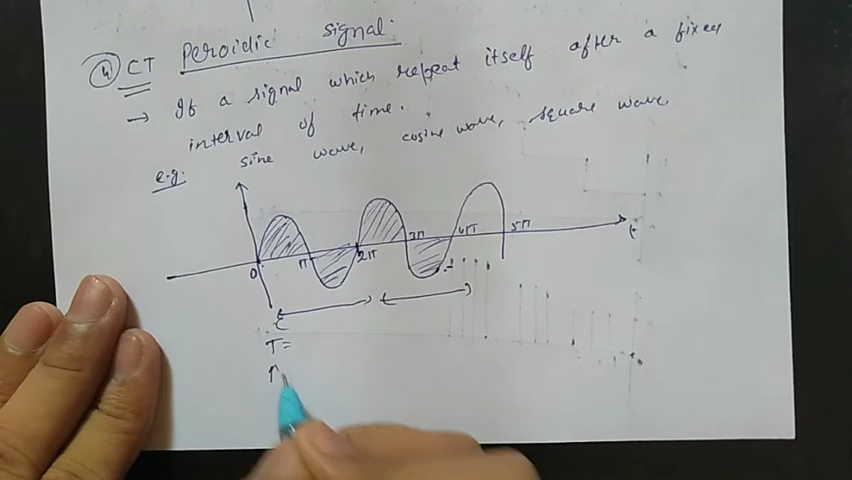 ④ CT Peroidic signal.
→ If a signal which repeat itself after a fixed
interval of time.
e.g. sine wave, cosine wave, square wave
0 π 2π 3π 4π 5π t
T=